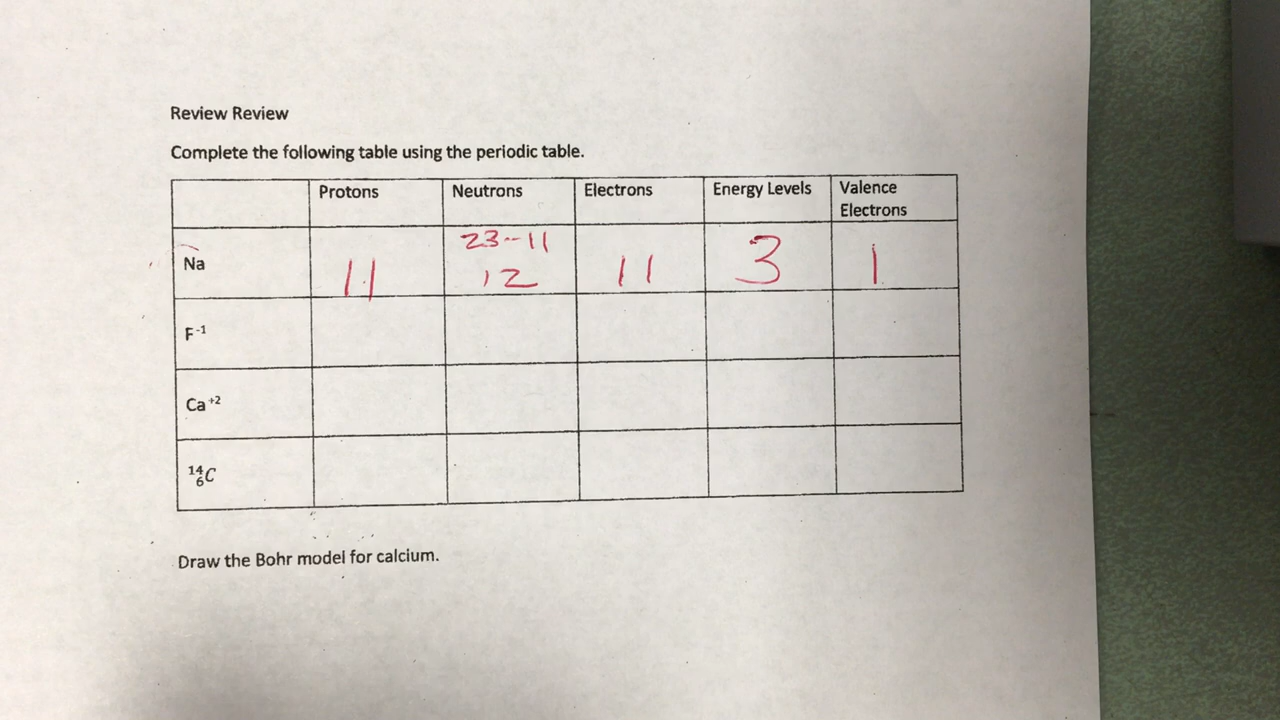 Review Review
Complete the following table using the periodic table.
Protons Neutrons Electrons Energy Levels Valence Electrons
Na 11 23-11 12 11 3 1
F-1
Ca+2
14 6 C
Draw the Bohr model for calcium.